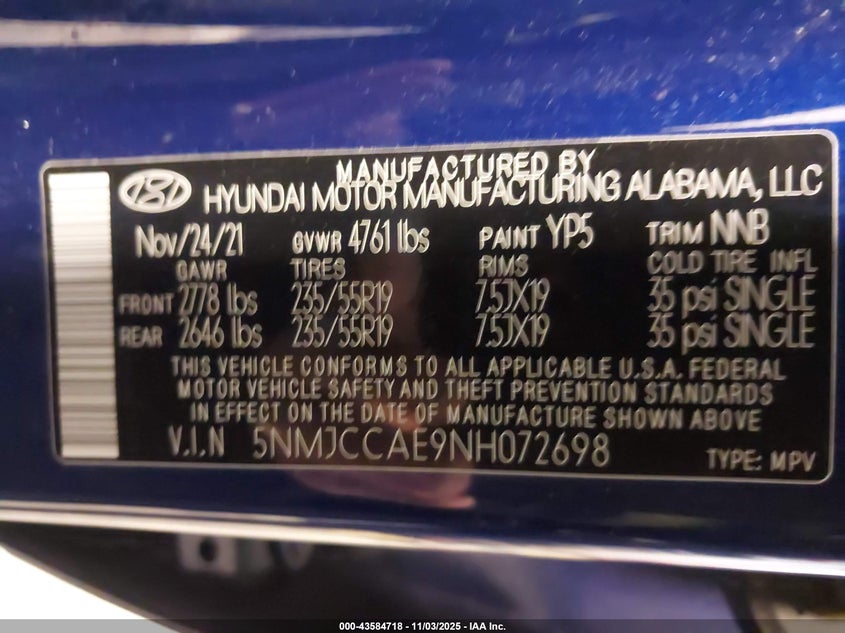 MANUFACTURED BY
HYUNDAI MOTOR MANUFACTURING ALABAMA, LLC
Nov/24/21 GVWR 4761 lbs PAINT YP5 TRIM NNB
GAWR TIRES RIMS COLD TIRE INFL
FRONT 2778 lbs 235/55R19 7.5JX19 35 psi SINGLE
REAR 2646 lbs 235/55R19 7.5JX19 35 psi SINGLE
THIS VEHICLE CONFORMS TO ALL APPLICABLE U.S.A. FEDERAL
MOTOR VEHICLE SAFETY AND THEFT PREVENTION STANDARDS
IN EFFECT ON THE DATE OF MANUFACTURE SHOWN ABOVE
V.I.N 5NMJCCAE9NH072698 TYPE: MPV
000-43584718 - 11/03/2025 - IAA Inc.